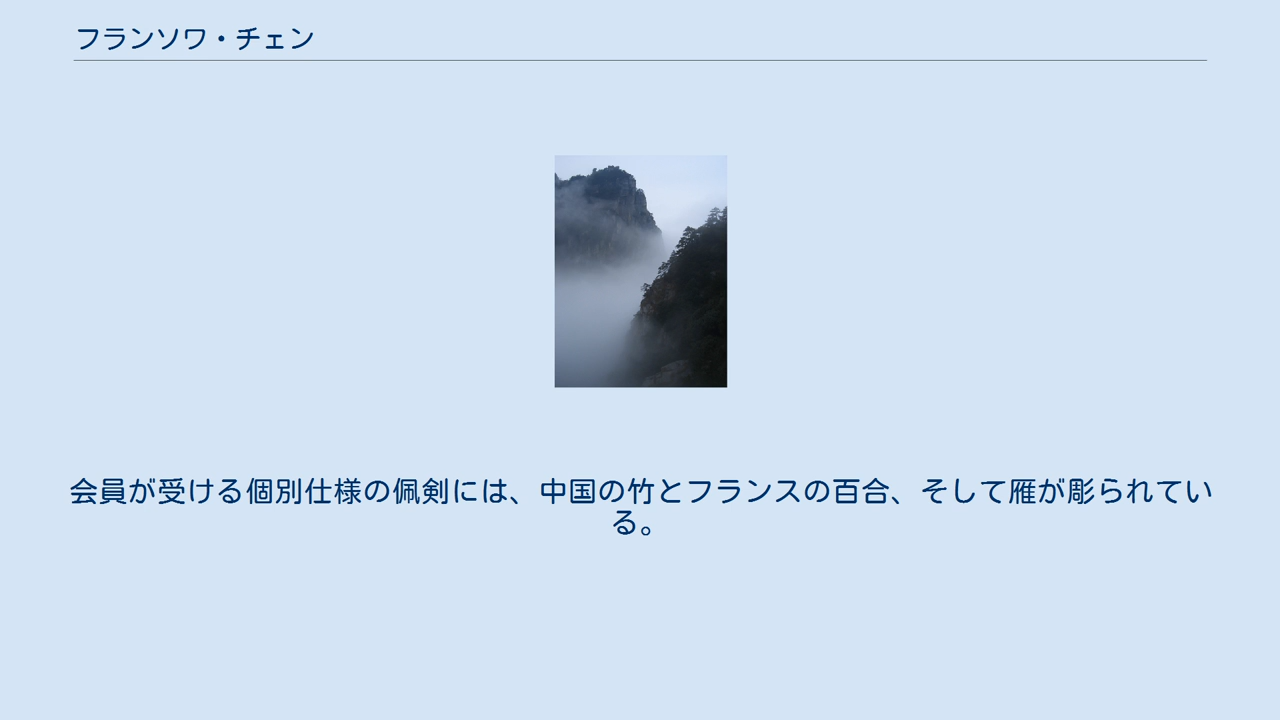 フランソワ・チェン
会員が受ける個別仕様の佩剣には、中国の竹とフランスの百合、そして雁が彫られてい
る。